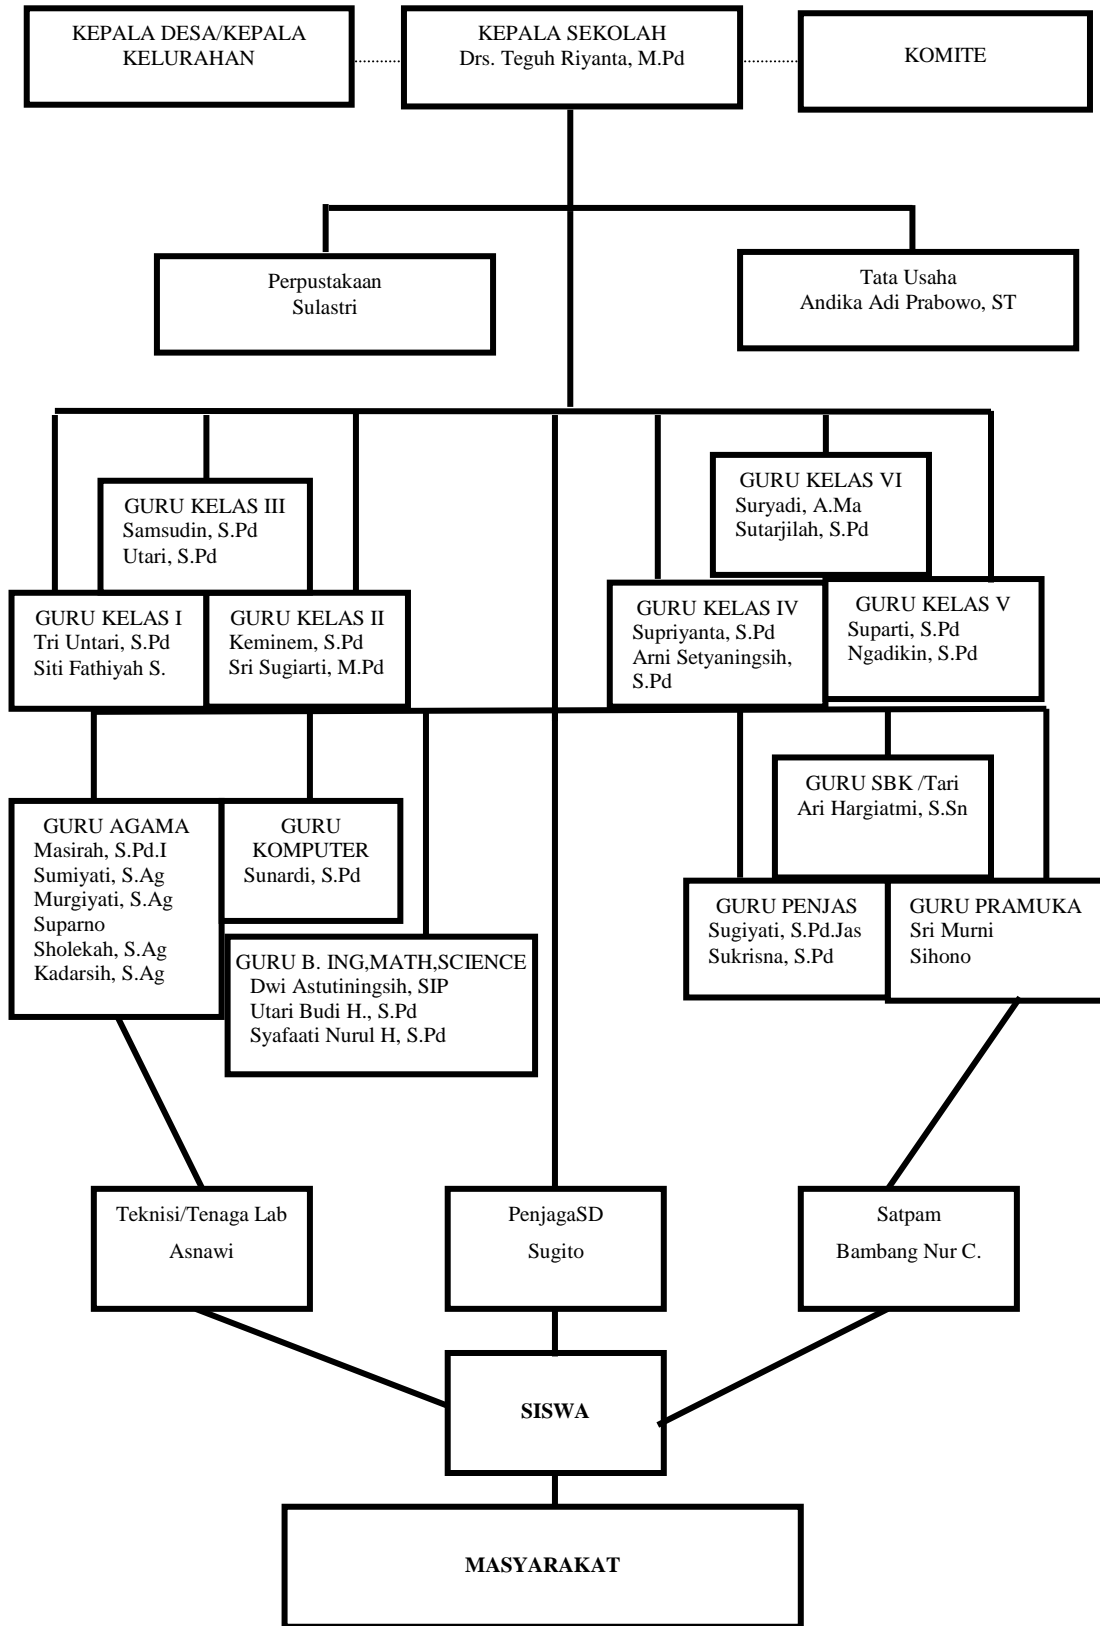 KEPALA DESA/KEPALA
KELURAHAN
KEPALA SEKOLAH
Drs. Teguh Riyanta, M.Pd
KOMITE
Perpustakaan
Sulastri
Tata Usaha
Andika Adi Prabowo, ST
GURU KELAS III
Samsudin, S.Pd
Utari, S.Pd
GURU KELAS VI
Suryadi, A.Ma
Sutarjilah, S.Pd
GURU KELAS I
Tri Untari, S.Pd
Siti Fathiyah S.
GURU KELAS II
Keminem, S.Pd
Sri Sugiarti, M.Pd
GURU KELAS IV
Supriyanta, S.Pd
Arni Setyaningsih,
S.Pd
GURU KELAS V
Suparti, S.Pd
Ngadikin, S.Pd
GURU SBK /Tari
Ari Hargiatmi, S.Sn
GURU AGAMA
Masirah, S.Pd.I
Sumiyati, S.Ag
Murgiyati, S.Ag
Suparno
Sholekah, S.Ag
Kadarsih, S.Ag
GURU
KOMPUTER
Sunardi, S.Pd
GURU B. ING,MATH,SCIENCE
Dwi Astutiningsih, SIP
Utari Budi H., S.Pd
Syafaati Nurul H, S.Pd
GURU PENJAS
Sugiyati, S.Pd.Jas
Sukrisna, S.Pd
GURU PRAMUKA
Sri Murni
Sihono
Teknisi/Tenaga Lab
Asnawi
PenjagaSD
Sugito
Satpam
Bambang Nur C.
SISWA
MASYARAKAT